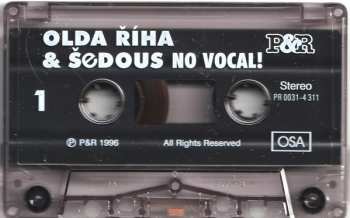 OLDA ŘÍHA
P&R
& ŠeDOUS NO VOCAL!
Stereo
PR 0031-4 311
1
Ⓟ P&R 1996
All Rights Reserved
OSA